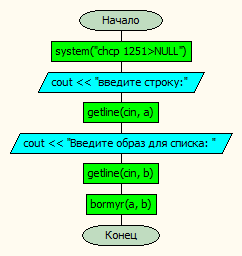 Начало
system("chcp 1251>NULL")
cout << "введите строку:"
getline(cin, a)
cout << "Введите образ для списка: "
getline(cin, b)
bormyr(a, b)
Конец